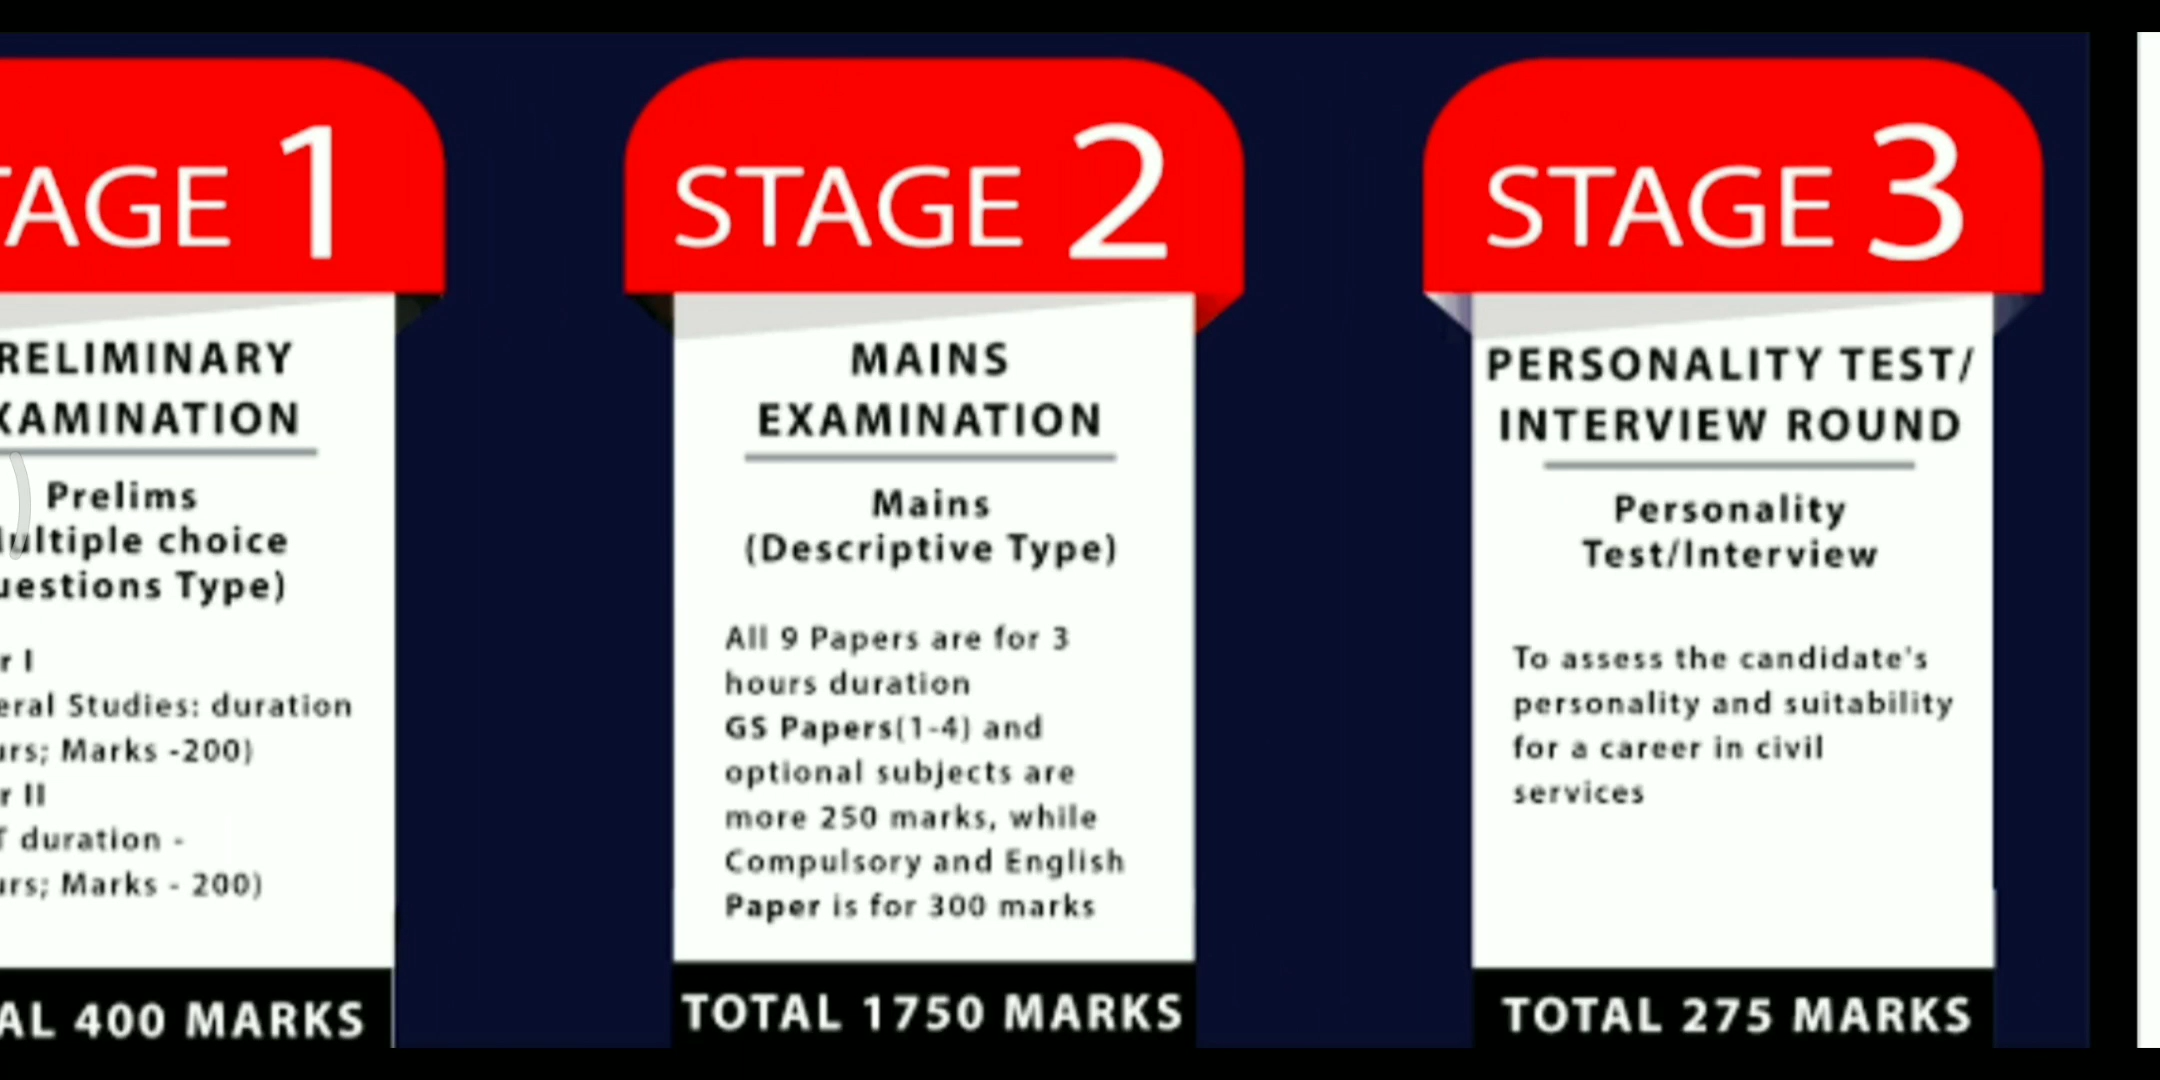 TAGE 1
RELIMINARY
XAMINATION
Prelims
ultiple choice
uestions Type)
r I
eral Studies: duration
urs; Marks -200)
r II
T duration -
urs; Marks - 200)
AL 400 MARKS
STAGE 2
MAINS
EXAMINATION
Mains
(Descriptive Type)
All 9 Papers are for 3
hours duration
GS Papers(1-4) and
optional subjects are
more 250 marks, while
Compulsory and English
Paper is for 300 marks
TOTAL 1750 MARKS
STAGE 3
PERSONALITY TEST/
INTERVIEW ROUND
Personality
Test/Interview
To assess the candidate's
personality and suitability
for a career in civil
services
TOTAL 275 MARKS